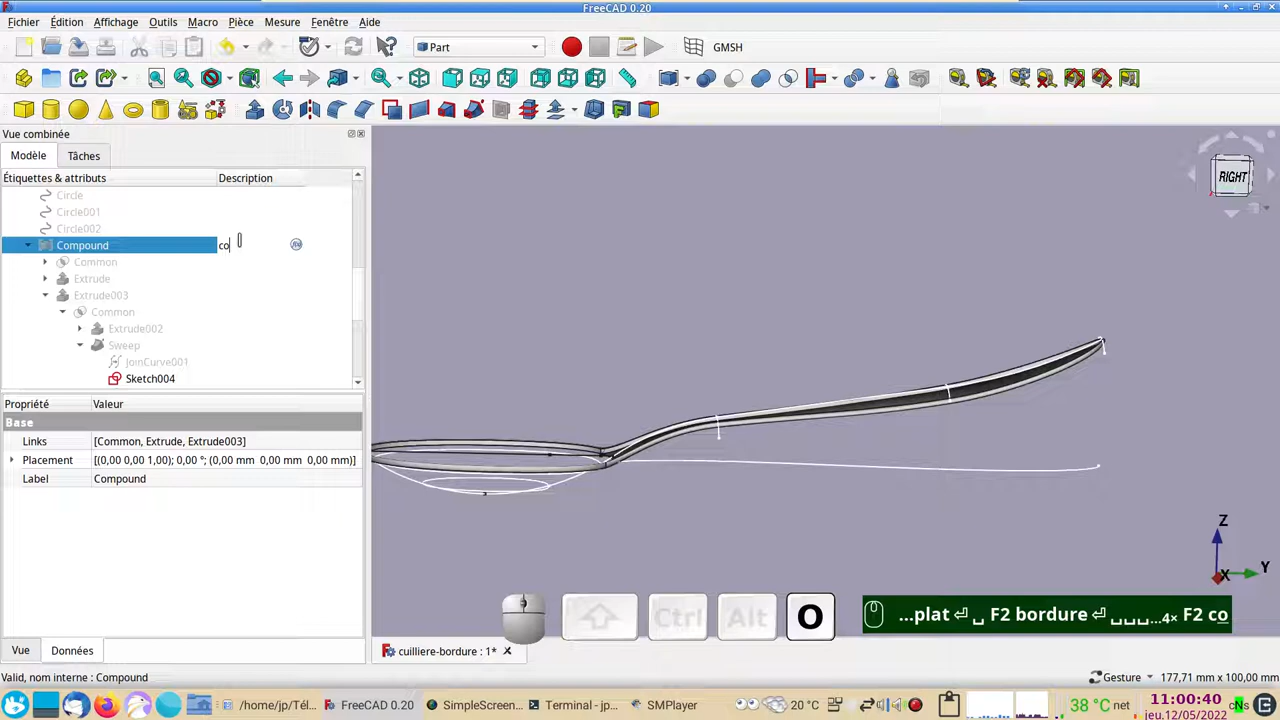 FreeCAD 0.20
Fichier Édition Affichage Outils Macro Pièce Mesure Fenêtre Aide
Part
GMSH
Vue combinée
Modèle Tâches
Étiquettes & attributs Description
Circle
Circle001
Circle002
Compound co
Common
Extrude
Extrude003
Common
Extrude002
Sweep
JoinCurve001
Sketch004
Propriété Valeur
Base
Links [Common, Extrude, Extrude003]
Placement [(0,00 0,00 1,00); 0,00 °; (0,00 mm 0,00 mm 0,00 mm)]
Label Compound
RIGHT
Z
Y
X
Ctrl Alt O
...plat ⏎ ␣ F2 bordure ⏎ ␣␣␣...4× F2 co
Vue Données
cuilliere-bordure : 1*
Valid, nom interne : Compound
Gesture 177,71 mm x 100,00 mm
/home/jp/Tél... FreeCAD 0.20 SimpleScreen... Terminal - jp... SMPlayer 20 °C 38 °C net 11:00:40 cNs
jeu.12/05/2022